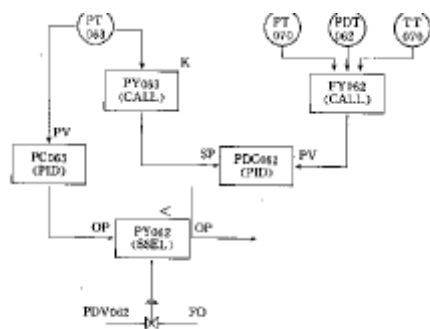 PT
063
PT
070
PDT
062
TT
070
K
PY063
(CALL)
FY062
(CALL)
PV
SP
PV
PC063
(PID)
PDC062
(PID)
<
OP
PY062
(SSEL)
OP
PDV062
FO